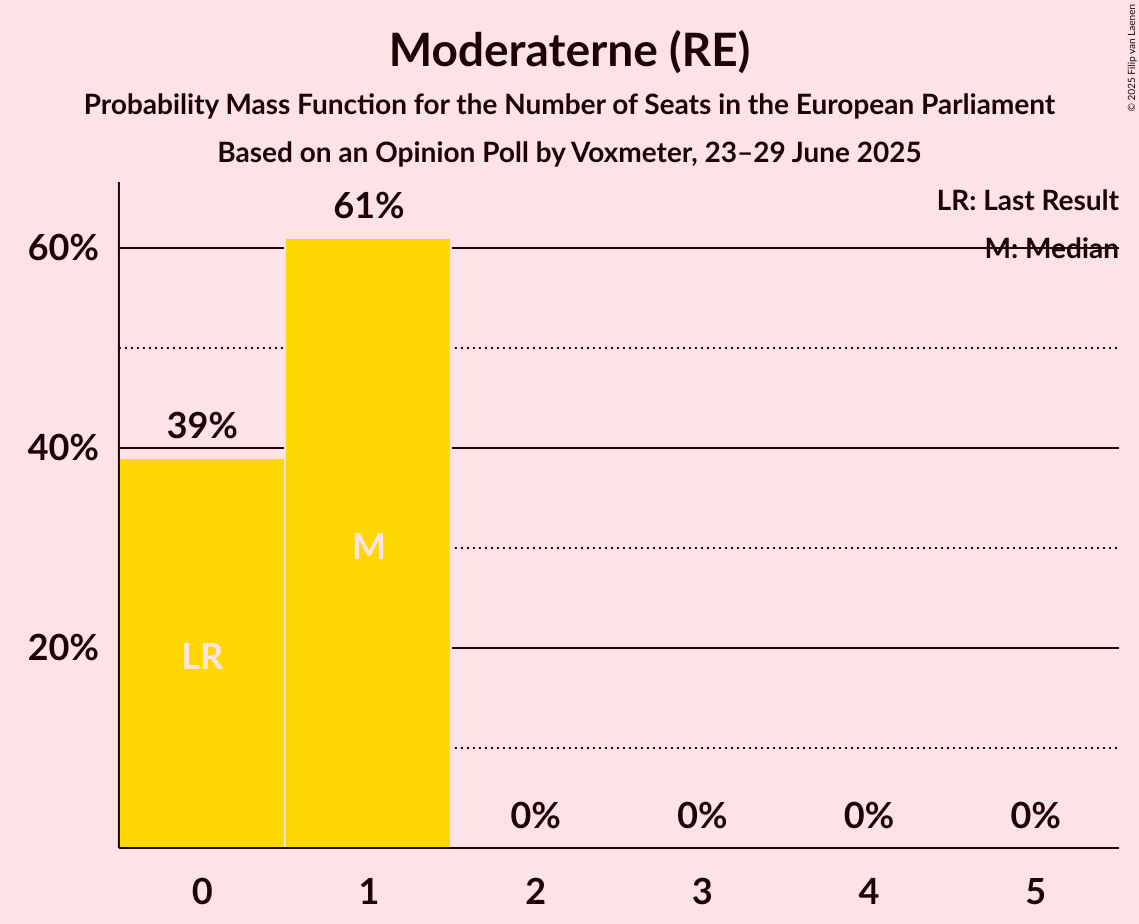 Moderaterne (RE)
Probability Mass Function for the Number of Seats in the European Parliament
Based on an Opinion Poll by Voxmeter, 23–29 June 2025
© 2025 Filip van Laenen
LR: Last Result
M: Median
61%
60%
39%
40%
M
LR
20%
0% 0% 0% 0%
0 1 2 3 4 5